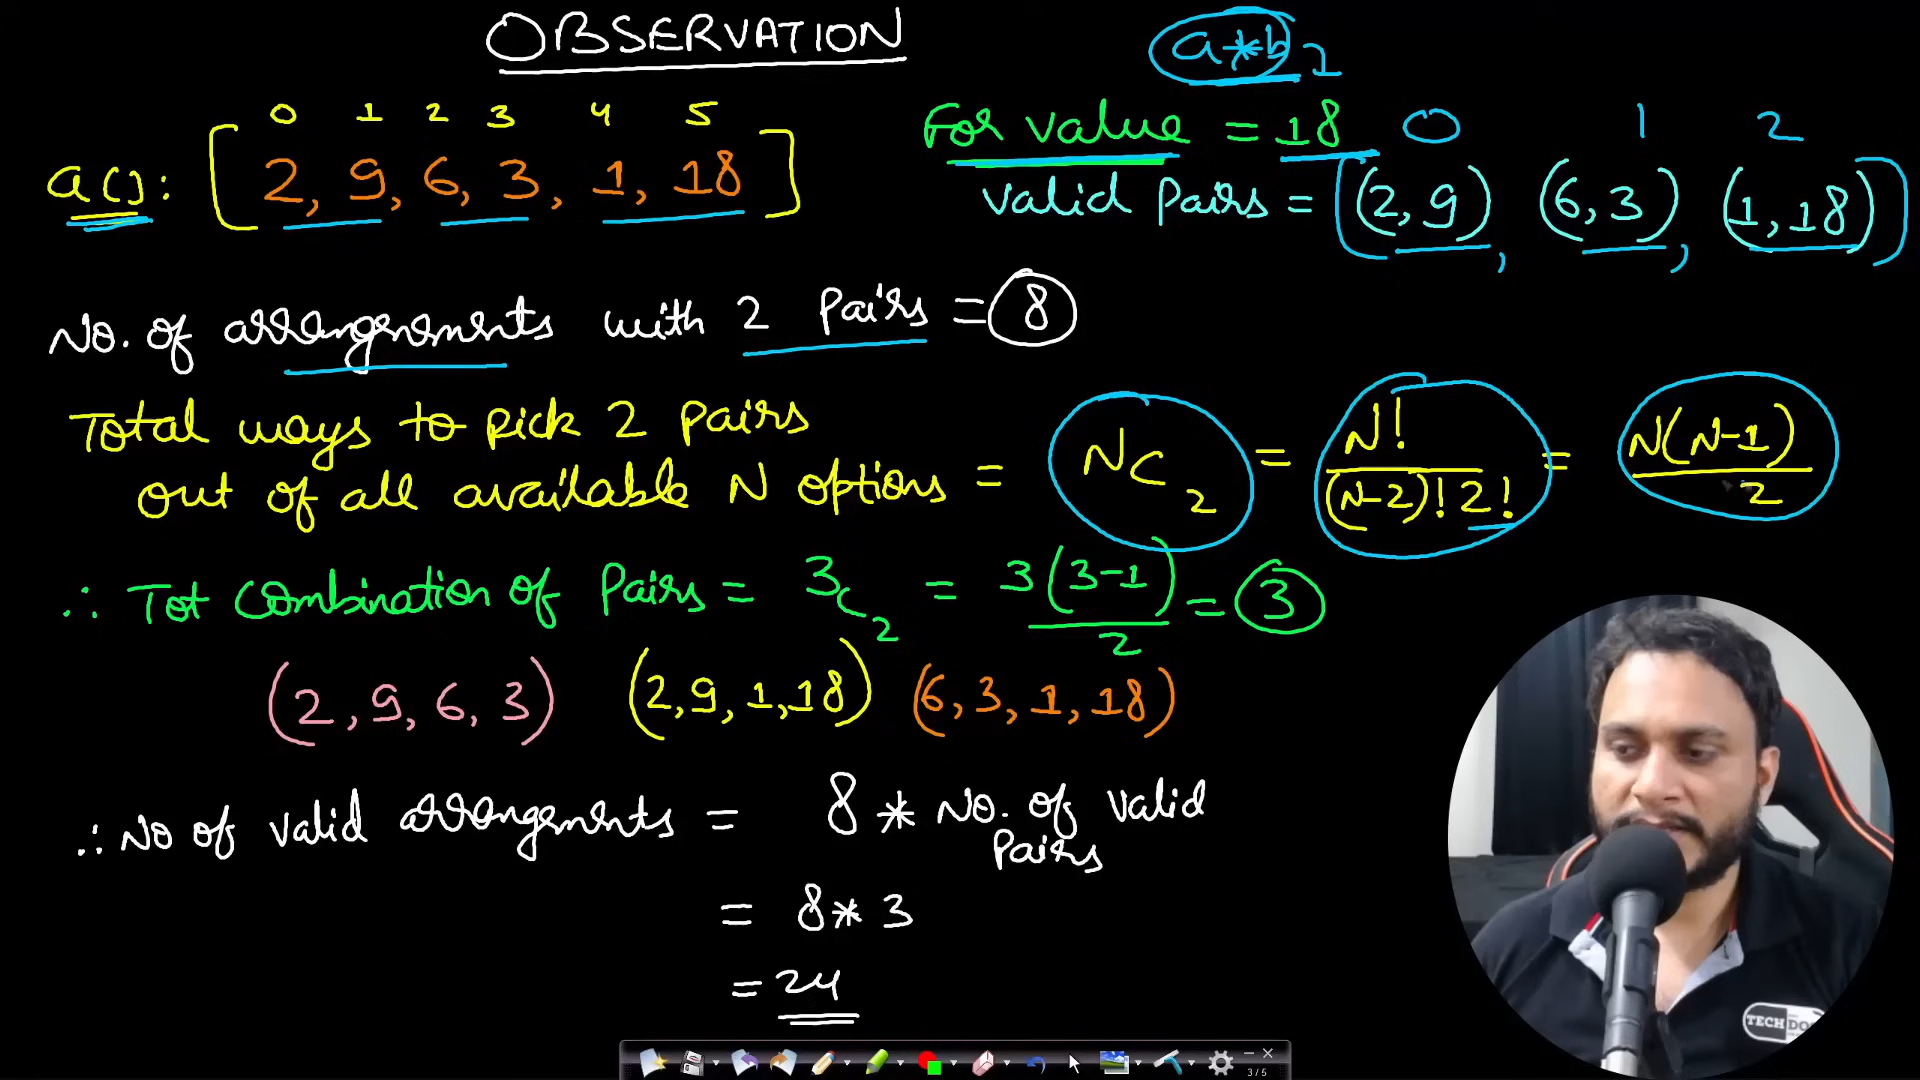 OBSERVATION
a*b
0 1 2 3 4 5
a[]: [2, 9, 6, 3, 1, 18]
For value = 18
0 1 2
valid Pairs = (2,9), (6,3), (1,18)
No. of arrangements with 2 Pairs = 8
Total ways to pick 2 pairs
out of all available N options = NC2 = N!/(N-2)!2! = N(N-1)/2
∴ Tot Combination of Pairs = 3C2 = 3(3-1)/2 = 3
(2,9,6,3) (2,9,1,18) (6,3,1,18)
∴ No of valid arrangements = 8 * No. of valid
Pairs
= 8*3
= 24
TECH DO
3/5